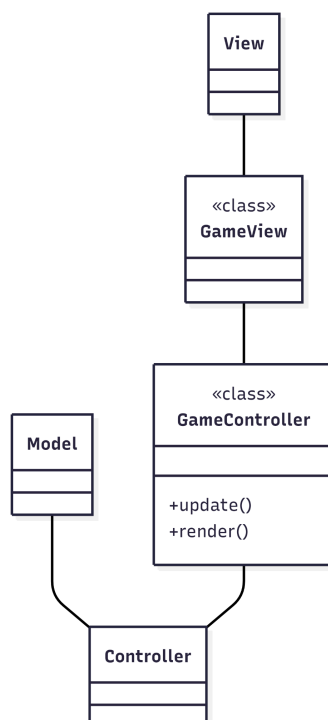 View
«class»
GameView
«class»
GameController
+update()
+render()
Model
Controller